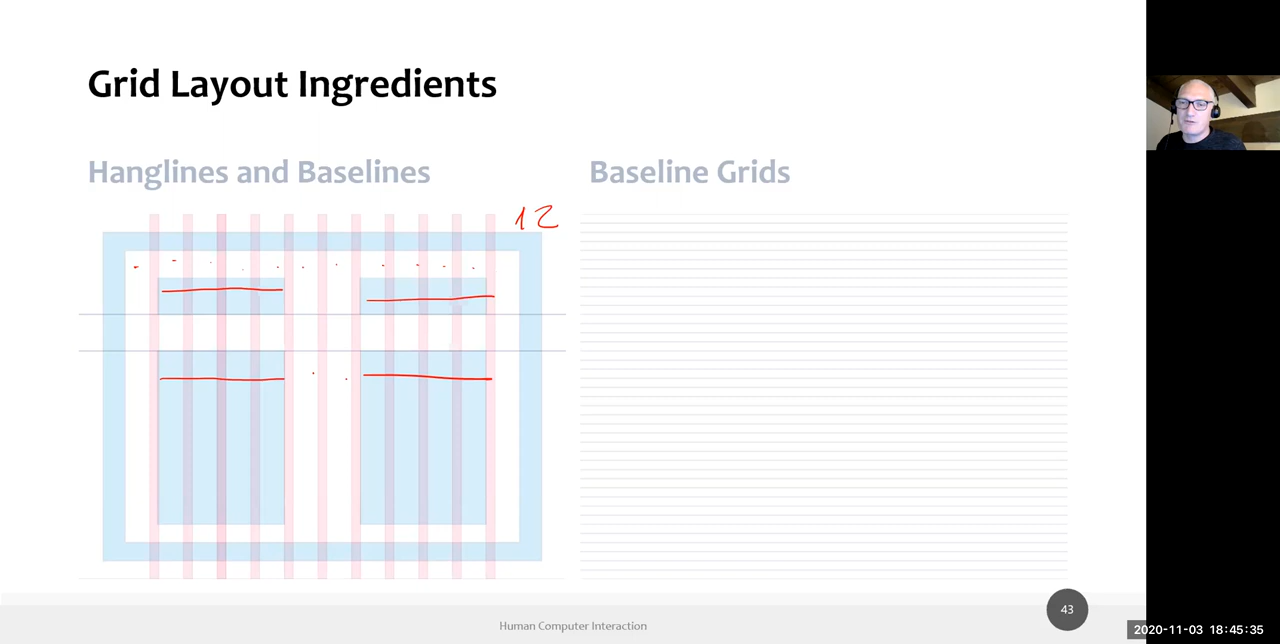 Grid Layout Ingredients
Hanglines and Baselines
Baseline Grids
12
43
Human Computer Interaction
2020-11-03 18:45:35